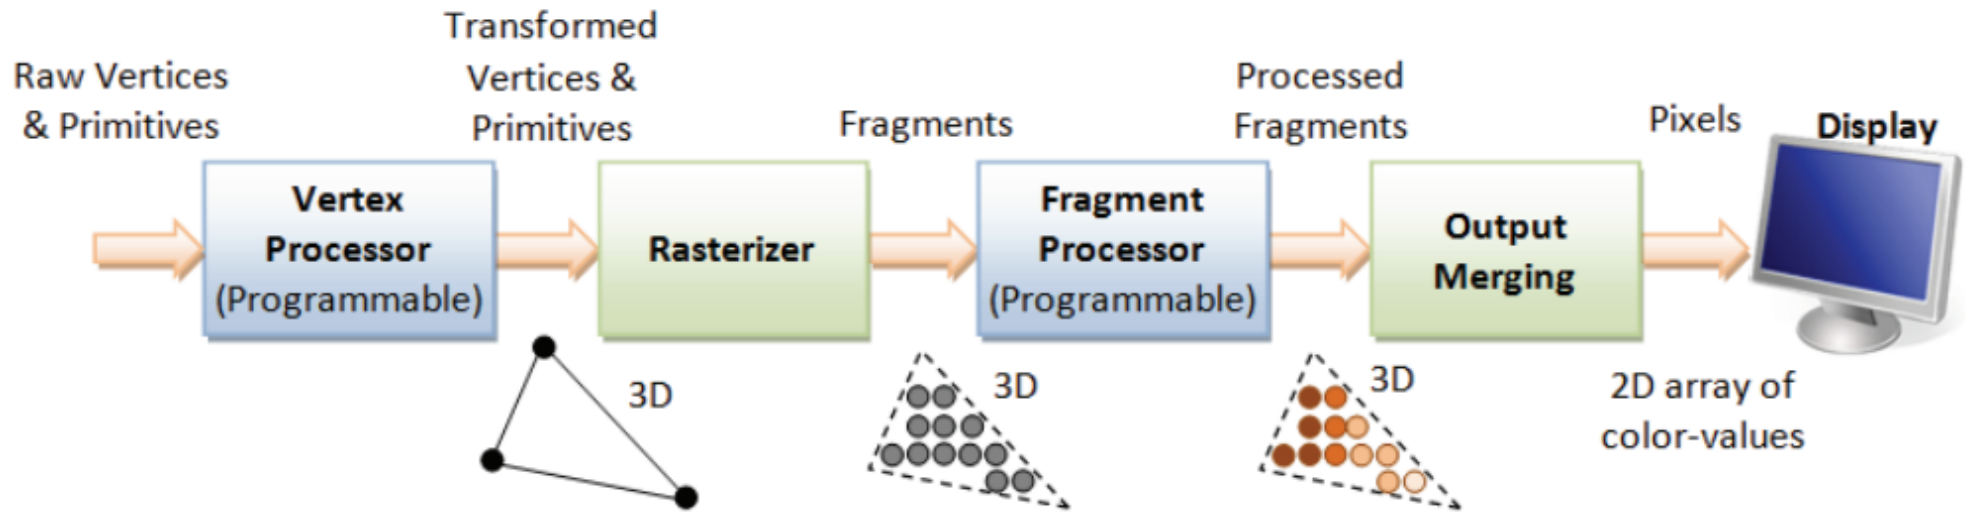 Raw Vertices
& Primitives
Transformed
Vertices &
Primitives
Fragments
Processed
Fragments
Pixels
Display
Vertex
Processor
(Programmable)
Rasterizer
Fragment
Processor
(Programmable)
Output
Merging
3D
3D
3D
2D array of
color-values